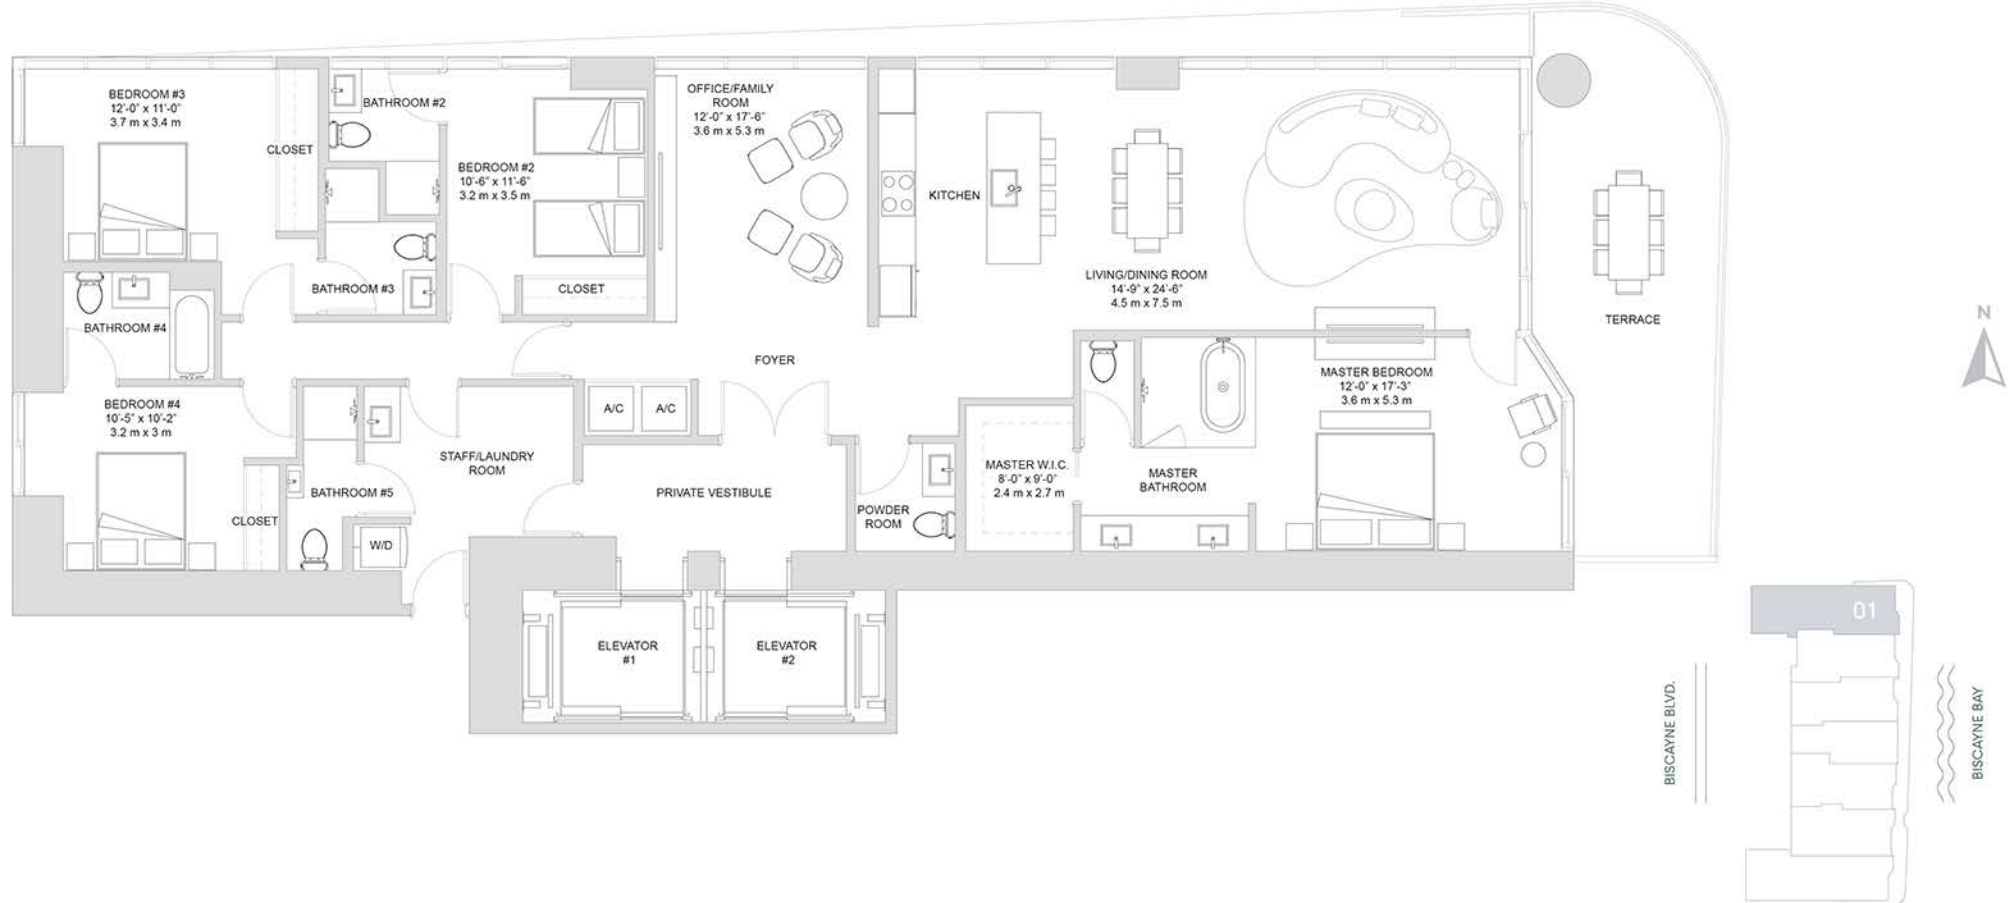 BEDROOM #3
12'-0" x 11'-0"
3.7 m x 3.4 m
CLOSET
BATHROOM #2
BEDROOM #2
10'-6" x 11'-6"
3.2 m x 3.5 m
CLOSET
OFFICE/FAMILY
ROOM
12'-0" x 17'-6"
3.6 m x 5.3 m
KITCHEN
LIVING/DINING ROOM
14'-9" x 24'-6"
4.5 m x 7.5 m
TERRACE
N
BATHROOM #3
BATHROOM #4
FOYER
BEDROOM #4
10'-5" x 10'-2"
3.2 m x 3 m
CLOSET
BATHROOM #5
W/D
STAFF/LAUNDRY
ROOM
A/C
A/C
PRIVATE VESTIBULE
POWDER
ROOM
MASTER W.I.C.
8'-0" x 9'-0"
2.4 m x 2.7 m
MASTER
BATHROOM
MASTER BEDROOM
12'-0" x 17'-3"
3.6 m x 5.3 m
ELEVATOR
#1
ELEVATOR
#2
01
BISCAYNE BLVD.
BISCAYNE BAY